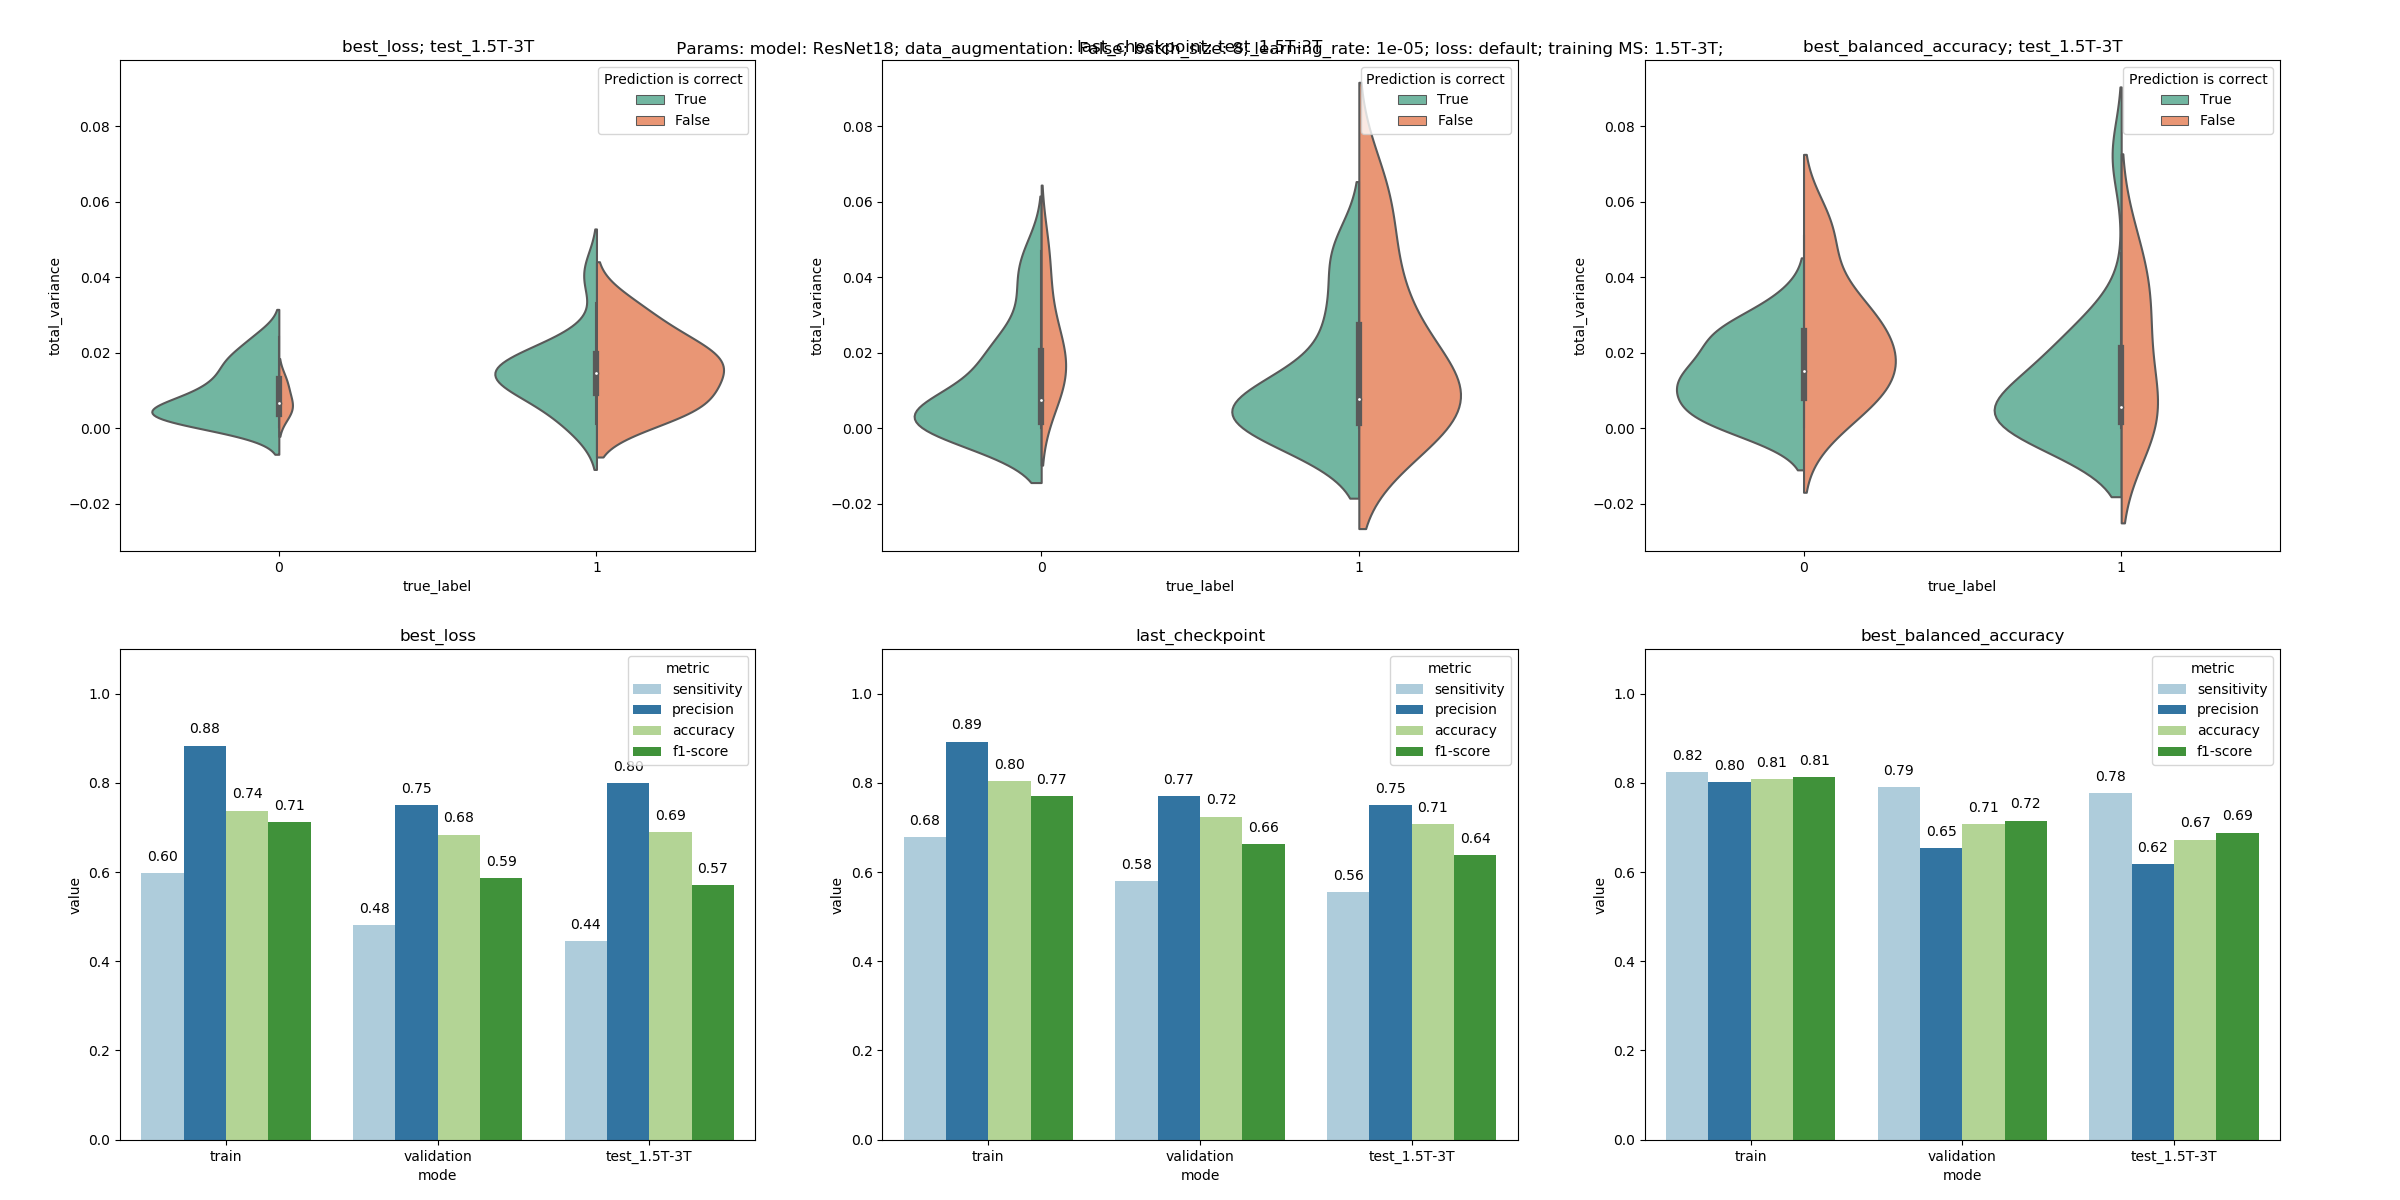 Params: model: ResNet18; data_augmentation: False; batch_size: 8; learning_rate: 1e-05; loss: default; training MS: 1.5T-3T;
best_loss; test_1.5T-3T
last_checkpoint; test_1.5T-3T
best_balanced_accuracy; test_1.5T-3T
Prediction is correct
True
False
0.08
0.06
0.04
0.02
0.00
−0.02
total_variance
0
1
true_label
Prediction is correct
True
False
0.08
0.06
0.04
0.02
0.00
−0.02
total_variance
0
1
true_label
Prediction is correct
True
False
0.08
0.06
0.04
0.02
0.00
−0.02
total_variance
0
1
true_label
best_loss
metric
sensitivity
precision
accuracy
f1-score
1.0
0.8
0.6
0.4
0.2
0.0
value
0.60
0.88
0.74
0.71
0.48
0.75
0.68
0.59
0.44
0.80
0.69
0.57
train
validation
test_1.5T-3T
mode
last_checkpoint
metric
sensitivity
precision
accuracy
f1-score
1.0
0.8
0.6
0.4
0.2
0.0
value
0.68
0.89
0.80
0.77
0.58
0.77
0.72
0.66
0.56
0.75
0.71
0.64
train
validation
test_1.5T-3T
mode
best_balanced_accuracy
metric
sensitivity
precision
accuracy
f1-score
1.0
0.8
0.6
0.4
0.2
0.0
value
0.82
0.80
0.81
0.81
0.79
0.65
0.71
0.72
0.78
0.62
0.67
0.69
train
validation
test_1.5T-3T
mode